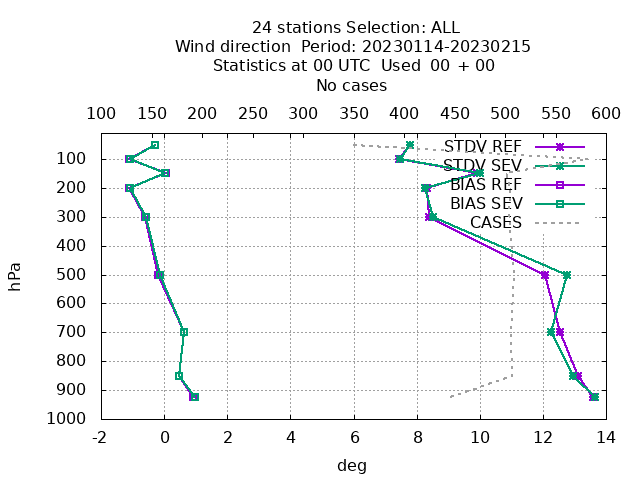 24 stations Selection: ALL
Wind direction  Period: 20230114-20230215
Statistics at 00 UTC  Used  00 + 00
No cases
100 150 200 250 300 350 400 450 500 550 600
STDV REF
STDV SEV
BIAS REF
BIAS SEV
CASES
100
200
300
400
500
600
700
800
900
1000
hPa
-2 0 2 4 6 8 10 12 14
deg